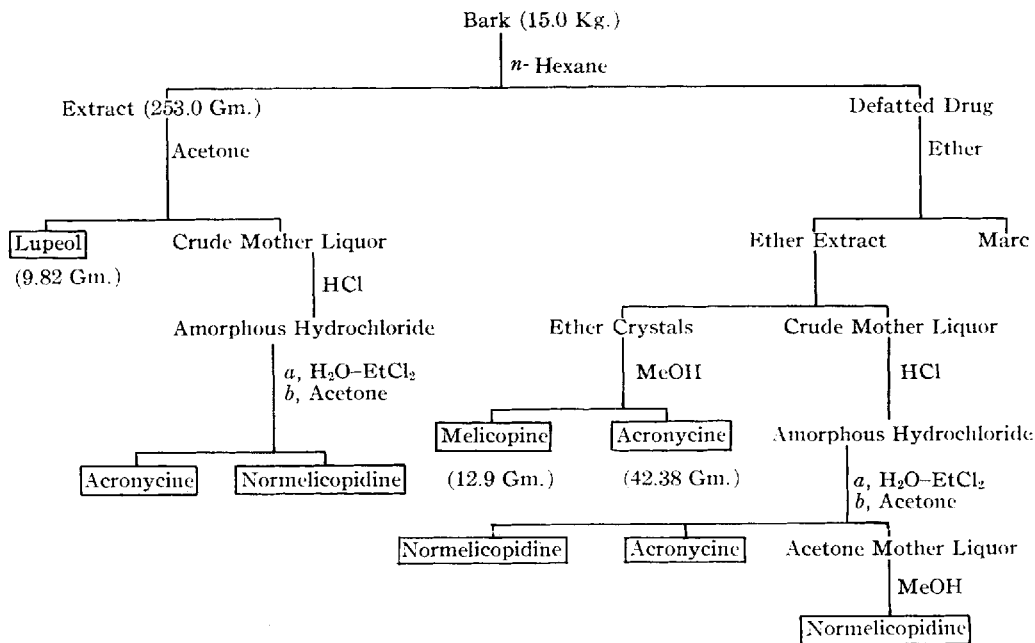 Bark (15.0 Kg.)
n- Hexane
Extract (253.0 Gm.)
Defatted Drug
Acetone
Ether
Lupeol
Crude Mother Liquor
Ether Extract
Marc
(9.82 Gm.)
HCl
Amorphous Hydrochloride
Ether Crystals
Crude Mother Liquor
a, H₂O–EtCl₂
b, Acetone
MeOH
HCl
Melicopine
Acronycine
Amorphous Hydrochloride
Acronycine
Normelicopidine
(12.9 Gm.)
(42.38 Gm.)
a, H₂O–EtCl₂
b, Acetone
Normelicopidine
Acronycine
Acetone Mother Liquor
MeOH
Normelicopidine